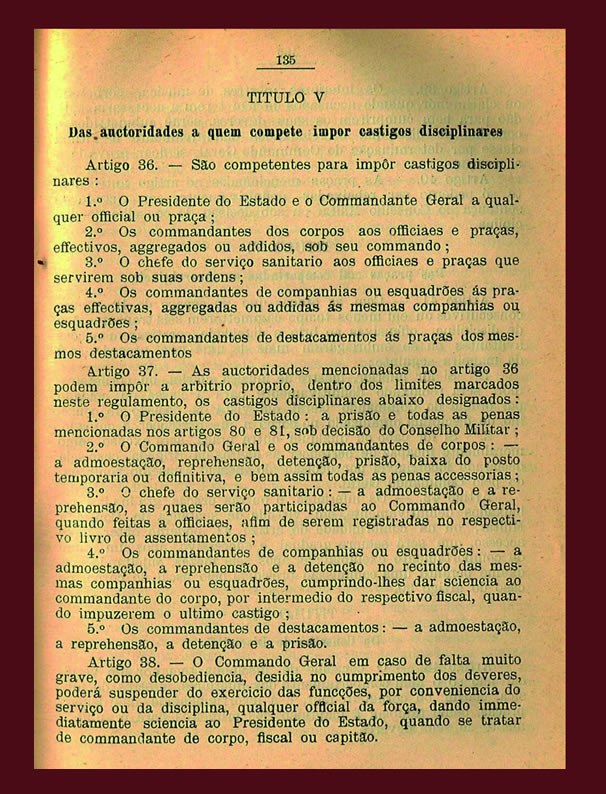 135
TITULO V
Das auctoridades a quem compete impor castigos disciplinares
Artigo 36. — São competentes para impôr castigos discipli-
nares :
1.º O Presidente do Estado e o Commandante Geral a qual-
quer official ou praça ;
2.º Os commandantes dos corpos aos officiaes e praças,
effectivos, aggregados ou addidos, sob seu commando ;
3.º O chefe do serviço sanitario aos officiaes e praças que
servirem sob suas ordens ;
4.º Os commandantes de companhias ou esquadrões ás pra-
ças effectivas, aggregadas ou addidas ás mesmas companhias ou
esquadrões ;
5.º Os commandantes de destacamentos ás praças dos mes-
mos destacamentos
Artigo 37. — As auctoridades mencionadas no artigo 36
podem impôr a arbitrio proprio, dentro dos limites marcados
neste regulamento, os castigos disciplinares abaixo designados :
1.º O Presidente do Estado : a prisão e todas as penas
mencionadas nos artigos 80 e 81, sob decisão do Conselho Militar ;
2.º O Commando Geral e os commandantes de corpo : —
a admoestação, reprehensão, detenção, prisão, baixa do posto
temporaria ou dofinitiva, e bem assim todas as penas accessorias ;
3.º O chefe do serviço sanitario : — a admoestação e a re-
prehensão, as quaes serão participadas ao Commando Geral,
quando feitas a officiaes, afim de serem registradas no respecti-
vo livro de assentamentos ;
4.º Os commandantes de companhias ou esquadrões : — a
admoestação, a reprehensão e a detenção no recinto das mes-
mas companhias ou esquadrões, cumprindo-lhes dar sciencia ao
commandante do corpo, por intermedio do respectivo fiscal, quan-
do impuzerem o ultimo castigo ;
5.º Os commandantes de destacamentos : — a admoestação,
a reprehensão, a detenção e a prisão.
Artigo 38. — O Commando Geral em caso de falta muito
grave, como desobediencia, desidia no cumprimento dos deveres,
poderá suspender do exercicio das funcções, por conveniencia do
serviço ou da disciplina, qualquer official da força, dando imme-
diatamente sciencia ao Presidente do Estado, quando se tratar
de commandante de corpo, fiscal ou capitão.